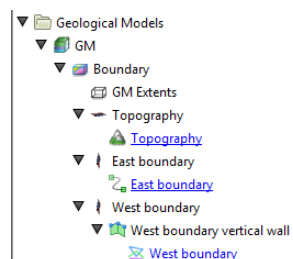 Geological Models
GM
Boundary
GM Extents
Topography
Topography
East boundary
East boundary
West boundary
West boundary vertical wall
West boundary